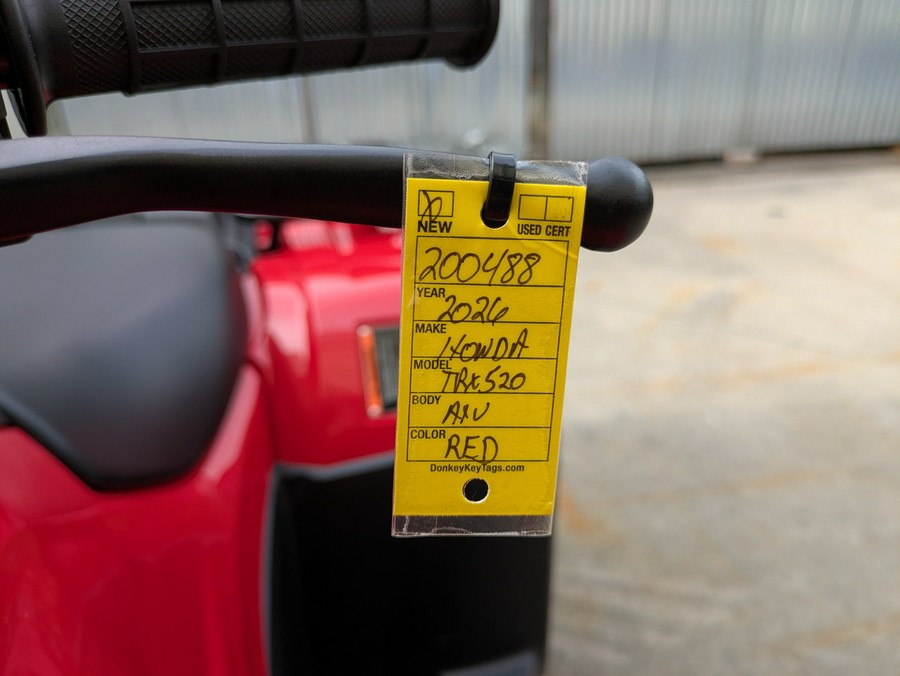 NEW USED CERT
200488
YEAR 2026
MAKE HONDA
MODEL TRX520
BODY ATV
COLOR RED
DonkeyKeyTags.com